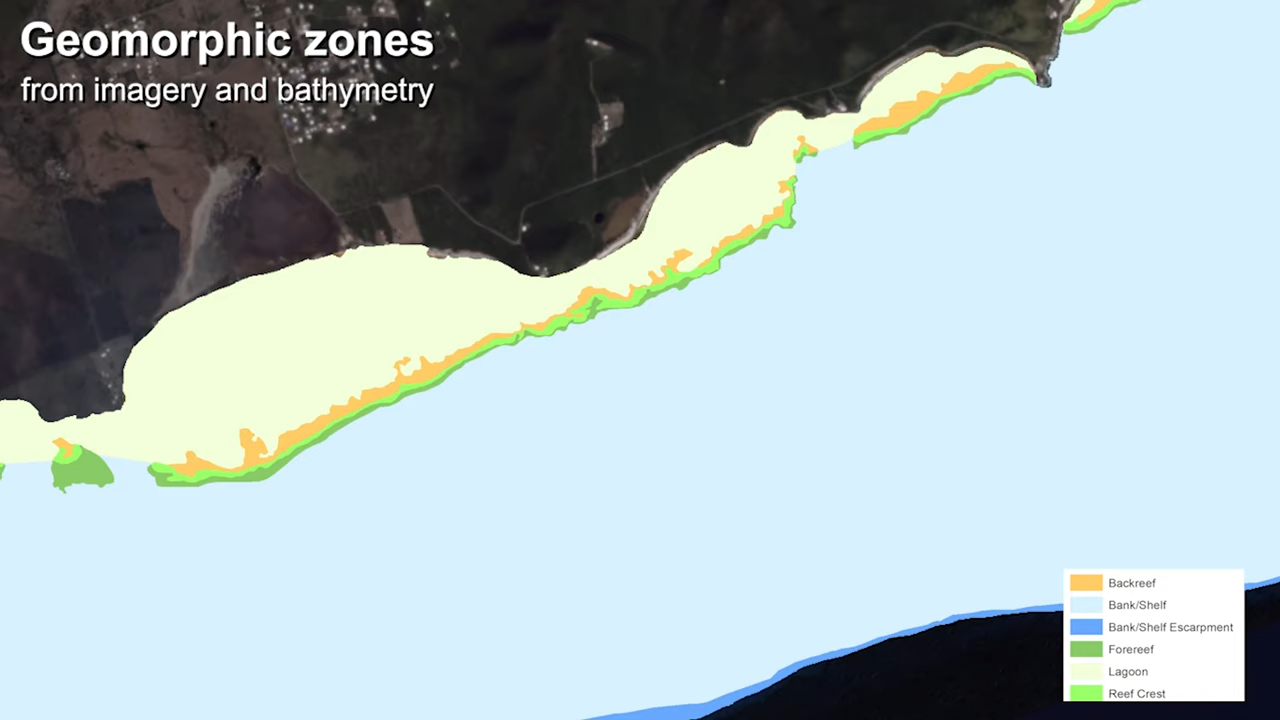 Geomorphic zones
from imagery and bathymetry
Backreef
Bank/Shelf
Bank/Shelf Escarpment
Forereef
Lagoon
Reef Crest